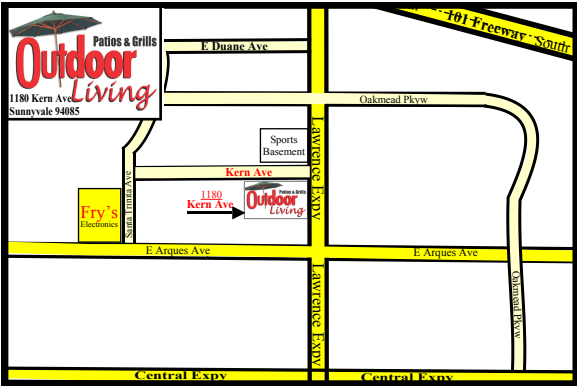 Patios & Grills
Outdoor
Living
1180 Kern Ave
Sunnyvale 94085
101 Freeway South
E Duane Ave
Oakmead Pkyw
Lawrence Expy
Sports
Basement
Kern Ave
Santa Trinita Ave
1180
Kern Ave
Patios & Grills
Outdoor
Living
Fry's
Electronics
E Arques Ave
E Arques Ave
Lawrence Expy
Oakmead Pkyw
Central Expy
Central Expy